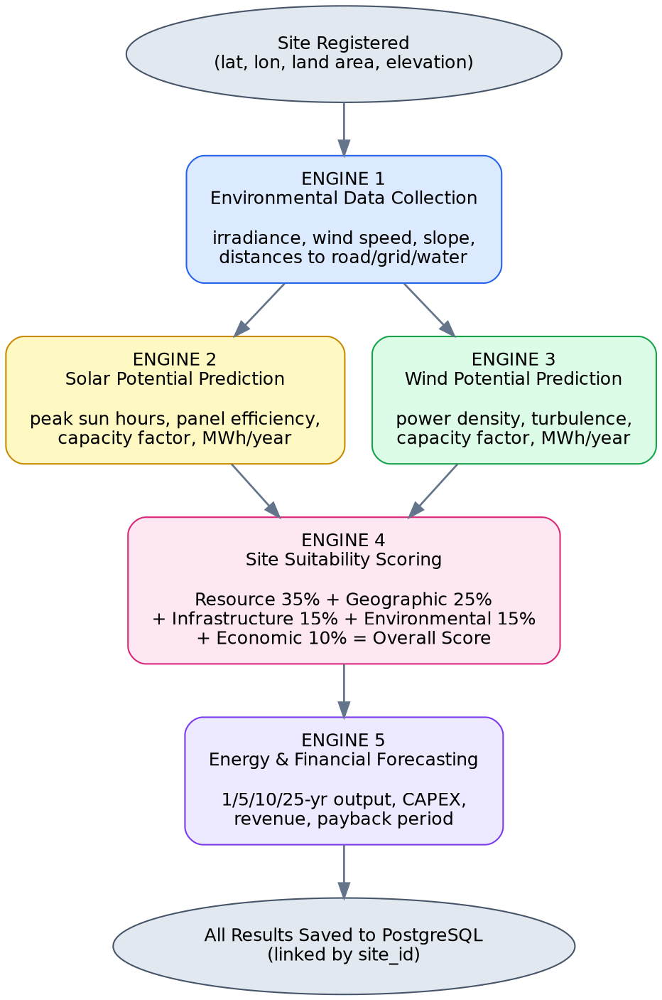 Site Registered
(lat, lon, land area, elevation)
ENGINE 1
Environmental Data Collection
irradiance, wind speed, slope,
distances to road/grid/water
ENGINE 2
Solar Potential Prediction
peak sun hours, panel efficiency,
capacity factor, MWh/year
ENGINE 3
Wind Potential Prediction
power density, turbulence,
capacity factor, MWh/year
ENGINE 4
Site Suitability Scoring
Resource 35% + Geographic 25%
+ Infrastructure 15% + Environmental 15%
+ Economic 10% = Overall Score
ENGINE 5
Energy & Financial Forecasting
1/5/10/25-yr output, CAPEX,
revenue, payback period
All Results Saved to PostgreSQL
(linked by site_id)